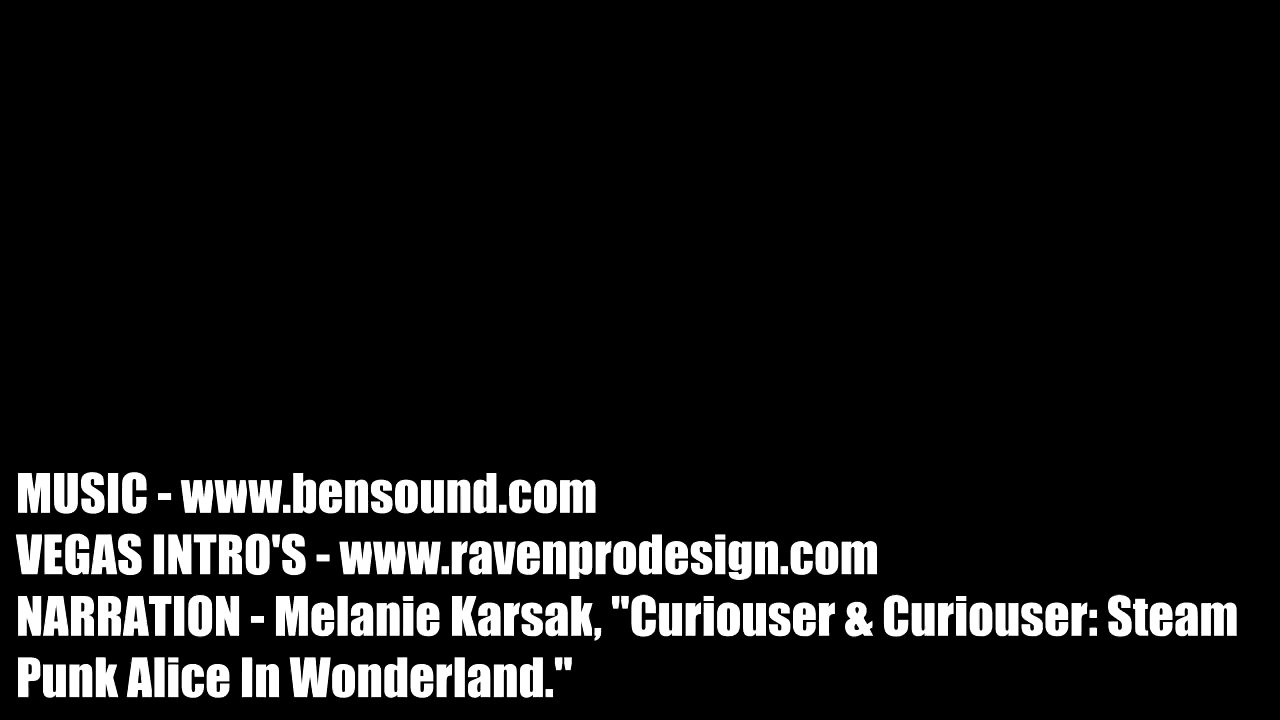 MUSIC - www.bensound.com
VEGAS INTRO'S - www.ravenprodesign.com
NARRATION - Melanie Karsak, "Curiouser & Curiouser: Steam
Punk Alice In Wonderland."